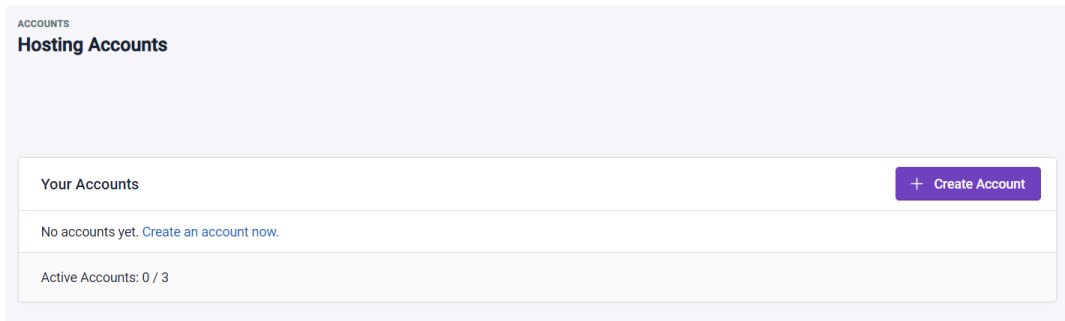 ACCOUNTS
Hosting Accounts
Your Accounts
+ Create Account
No accounts yet. Create an account now.
Active Accounts: 0 / 3